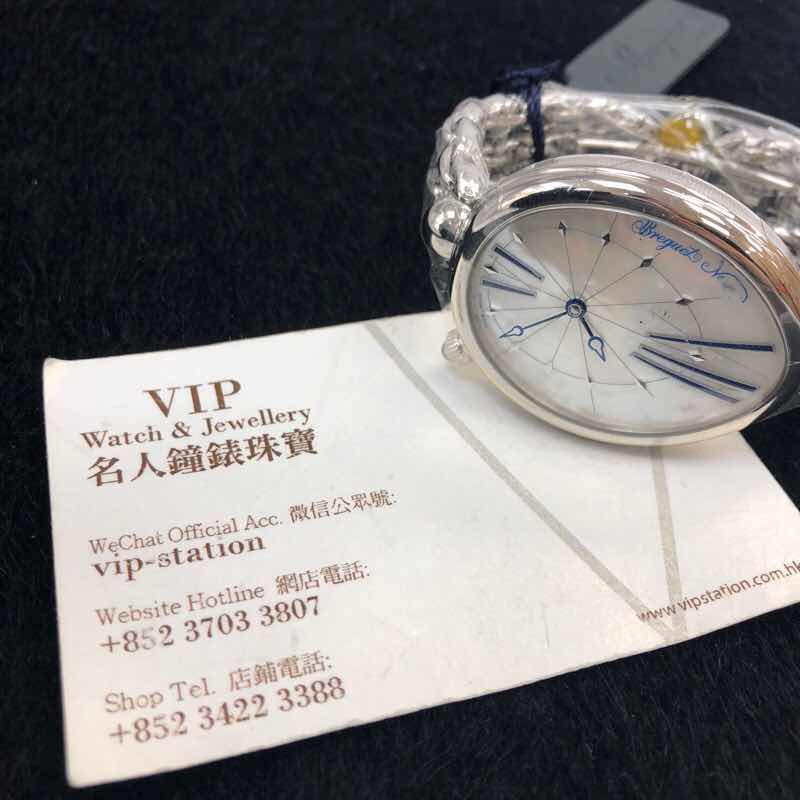 Breguet
VIP
Watch & Jewellery
名人鐘錶珠寶
WeChat Official Acc. 微信公眾號:
vip-station
Website Hotline 網店電話:
+852 3703 3807
Shop Tel. 店舖電話:
+852 3422 3388
www.vipstation.com.hk